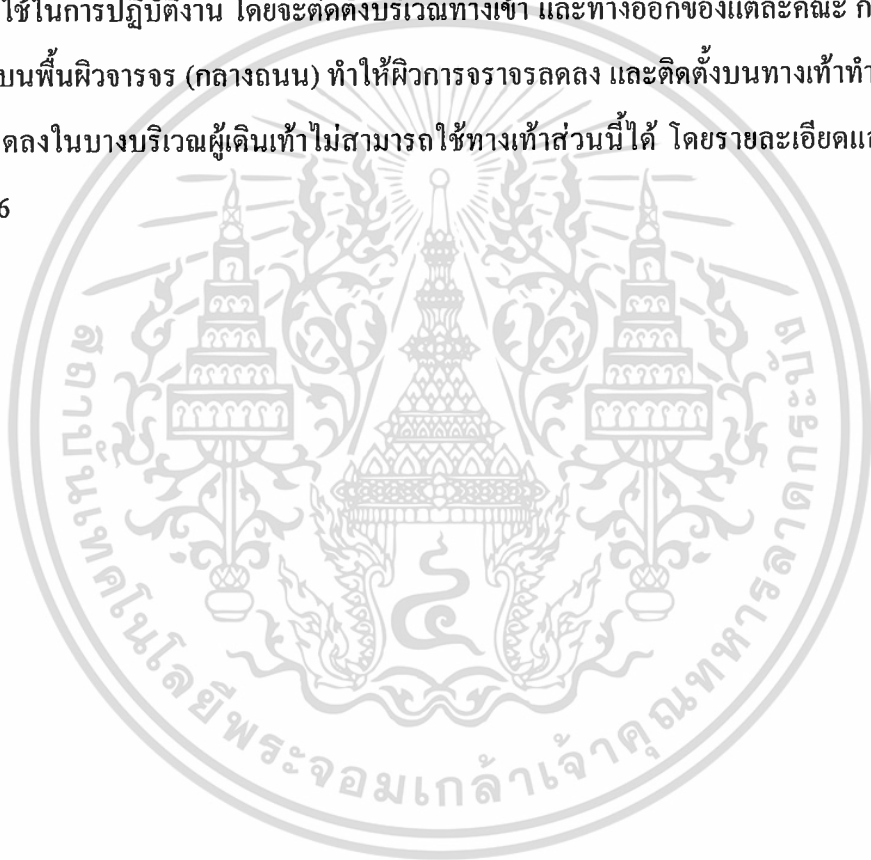 ใช้ในการปฏิบัติงาน โดยจะติดตั้งบริเวณทางเข้า และทางออกของแต่ละคณะ
บนพื้นผิวจารจร (กลางถนน) ทำให้ผิวการจราจรลดลง และติดตั้งบนทางเท้าทำ
ดลงในบางบริเวณผู้เดินเท้าไม่สามารถใช้ทางเท้าส่วนนี้ได้ โดยรายละเอียด
6
สถาบันเทคโนโลยีพระจอมเกล้าเจ้าคุณทหารลาดกระบัง
๔